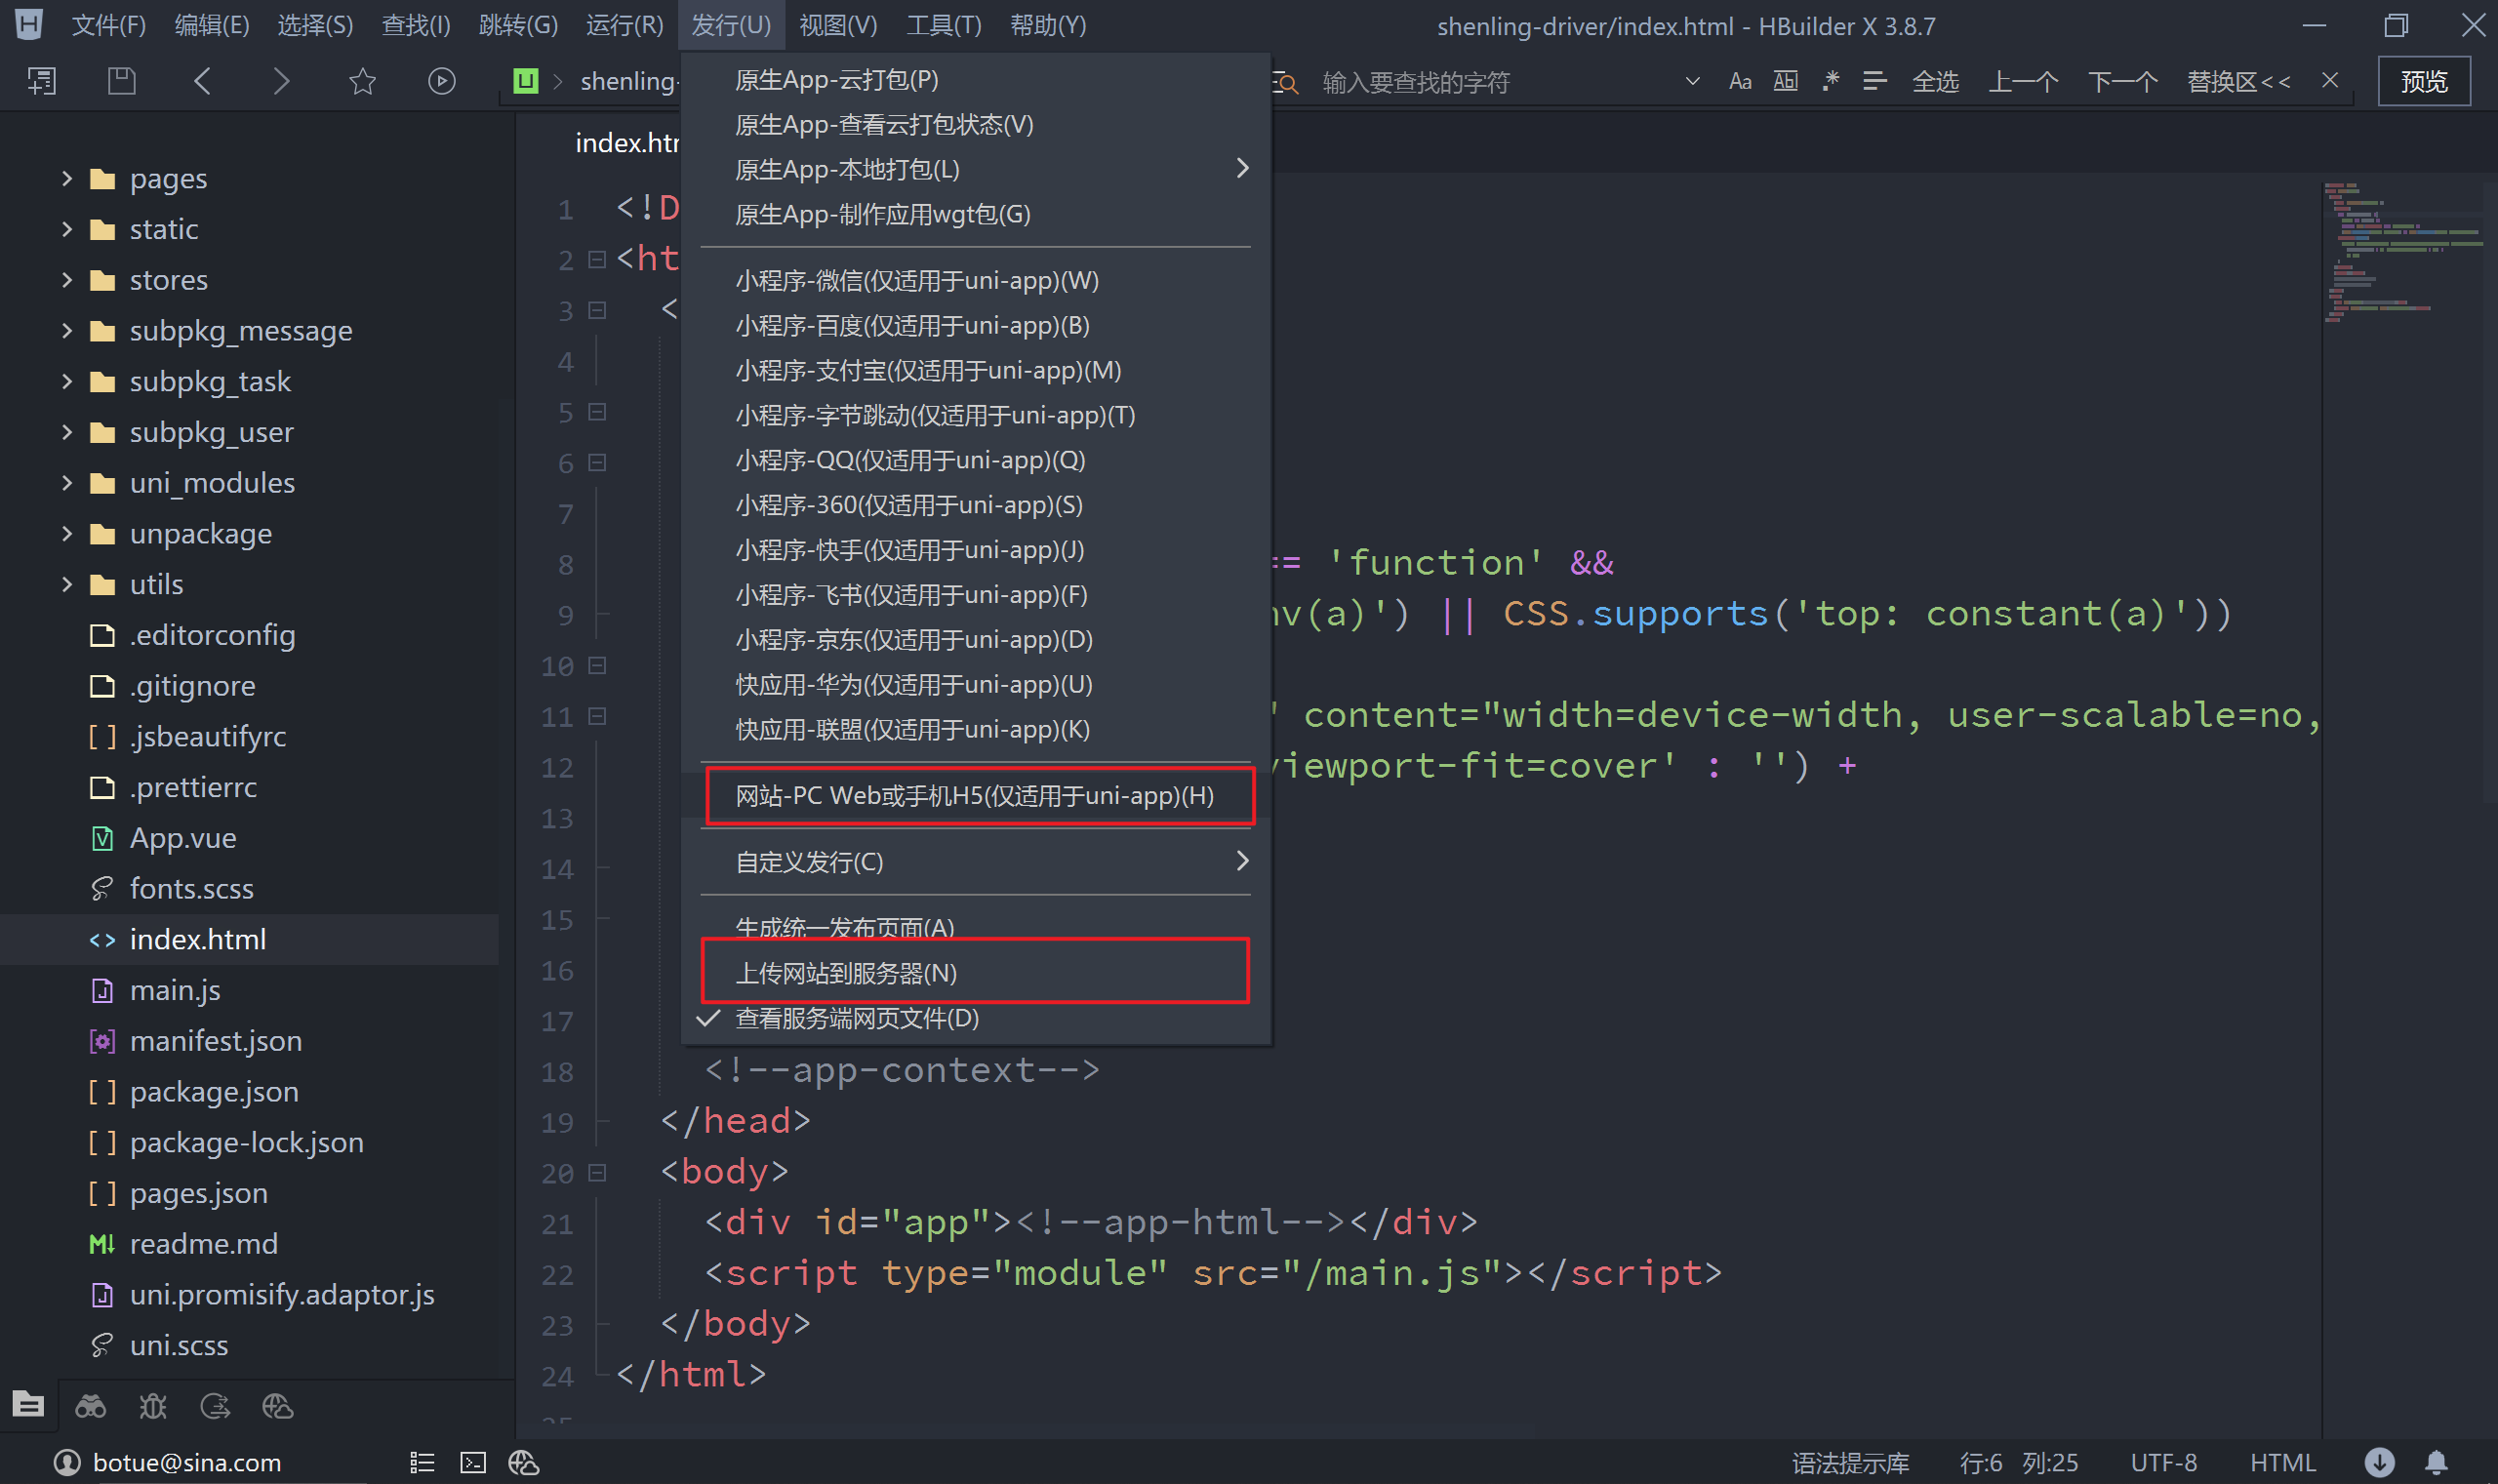 文件(F) 编辑(E) 选择(S) 查找(I) 跳转(G) 运行(R) 发行(U) 视图(V) 工具(T) 帮助(Y) shenling-driver/index.html - HBuilder X 3.8.7
shenling- 输入要查找的字符 Aa Ab| .* 全选 上一个 下一个 替换区<< 预览
pages
static
stores
subpkg_message
subpkg_task
subpkg_user
uni_modules
unpackage
utils
.editorconfig
.gitignore
[ ] .jsbeautifyrc
.prettierrc
App.vue
fonts.scss
<> index.html
main.js
manifest.json
[ ] package.json
[ ] package-lock.json
[ ] pages.json
M↓ readme.md
uni.promisify.adaptor.js
uni.scss
原生App-云打包(P)
原生App-查看云打包状态(V)
原生App-本地打包(L)
原生App-制作应用wgt包(G)
小程序-微信(仅适用于uni-app)(W)
小程序-百度(仅适用于uni-app)(B)
小程序-支付宝(仅适用于uni-app)(M)
小程序-字节跳动(仅适用于uni-app)(T)
小程序-QQ(仅适用于uni-app)(Q)
小程序-360(仅适用于uni-app)(S)
小程序-快手(仅适用于uni-app)(J)
小程序-飞书(仅适用于uni-app)(F)
小程序-京东(仅适用于uni-app)(D)
快应用-华为(仅适用于uni-app)(U)
快应用-联盟(仅适用于uni-app)(K)
网站-PC Web或手机H5(仅适用于uni-app)(H)
自定义发行(C)
生成统一发布页面(A)
上传网站到服务器(N)
查看服务端网页文件(D)
index.htm
1 <!D
2 <ht
3 <
4
5
6
7
8 == 'function' &&
9 nv(a)') || CSS.supports('top: constant(a)'))
10
11 " content="width=device-width, user-scalable=no,
12 viewport-fit=cover' : '') +
13
14
15
16
17
18 <!--app-context-->
19 </head>
20 <body>
21 <div id="app"><!--app-html--></div>
22 <script type="module" src="/main.js"></script>
23 </body>
24 </html>
botue@sina.com 语法提示库 行:6 列:25 UTF-8 HTML